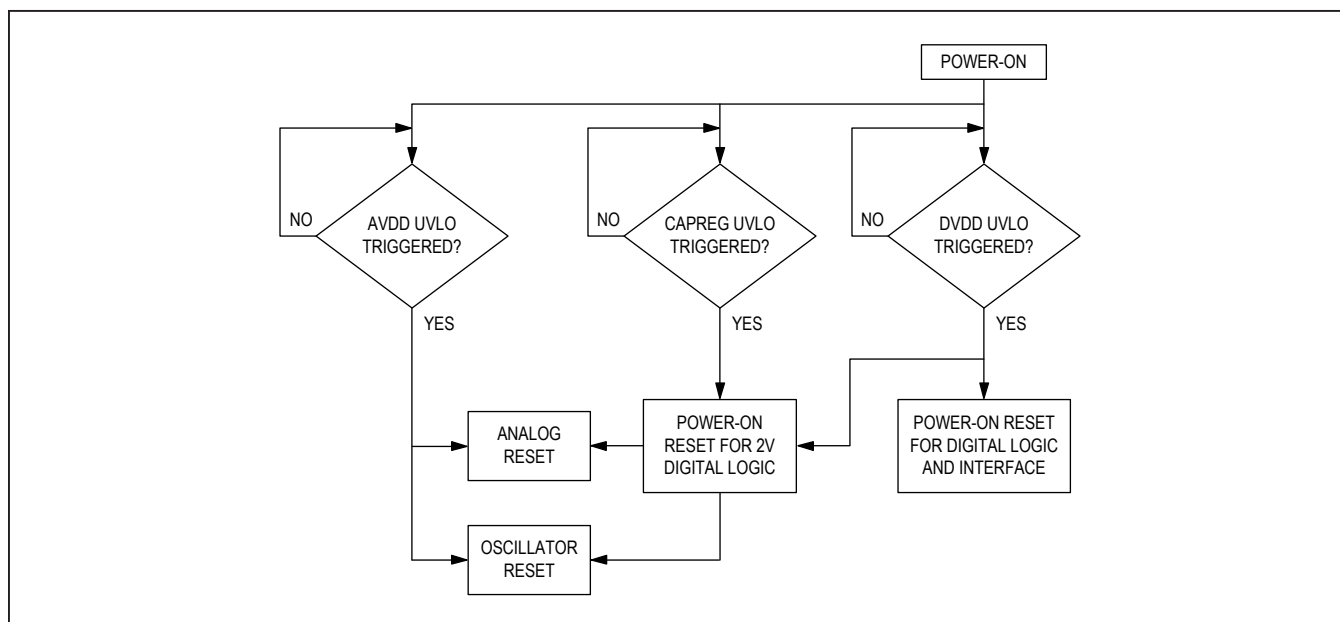 POWER-ON
NO
AVDD UVLO
TRIGGERED?
YES
NO
CAPREG UVLO
TRIGGERED?
YES
NO
DVDD UVLO
TRIGGERED?
YES
ANALOG
RESET
POWER-ON
RESET FOR 2V
DIGITAL LOGIC
POWER-ON RESET
FOR DIGITAL LOGIC
AND INTERFACE
OSCILLATOR
RESET